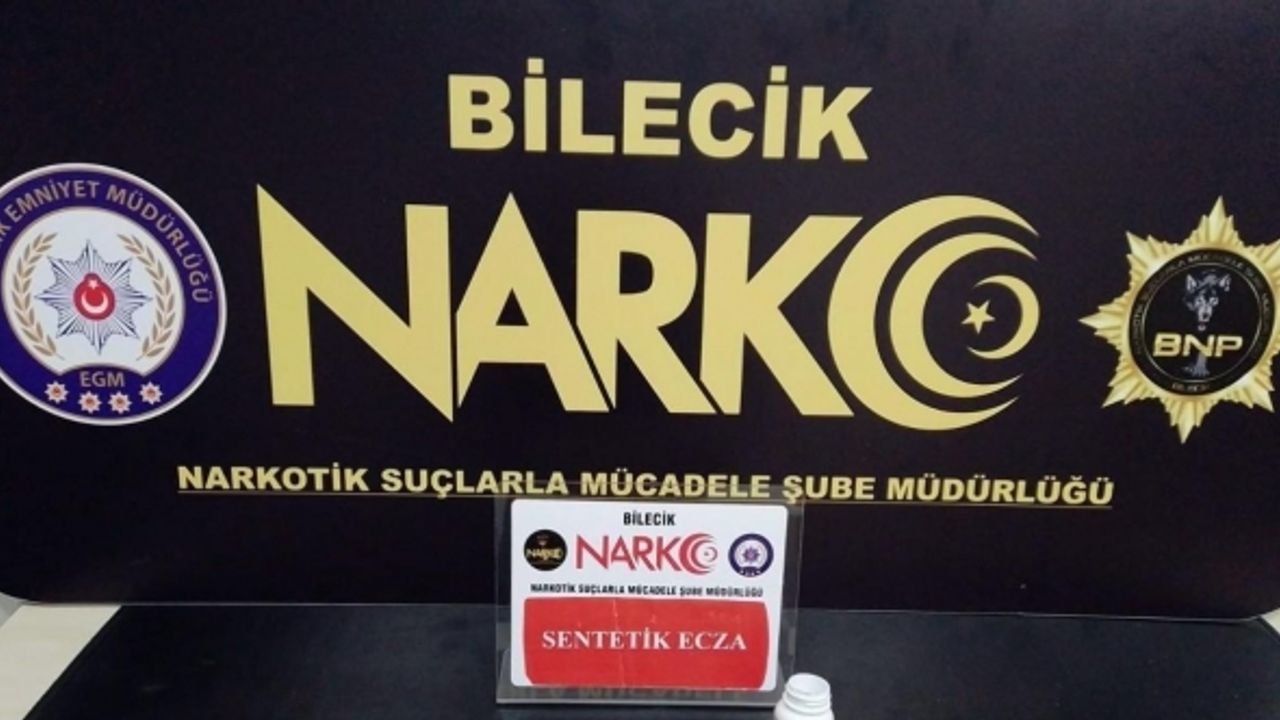 BİLECİK
NARKO
EMNİYET MÜDÜRLÜĞÜ
EGM
BNP
NARKOTİK SUÇLARLA MÜCADELE ŞUBE MÜDÜRLÜĞÜ
BİLECİK
NARKO
NARKO
NARKOTİK SUÇLARLA MÜCADELE ŞUBE MÜDÜRLÜĞÜ
SENTETİK ECZA